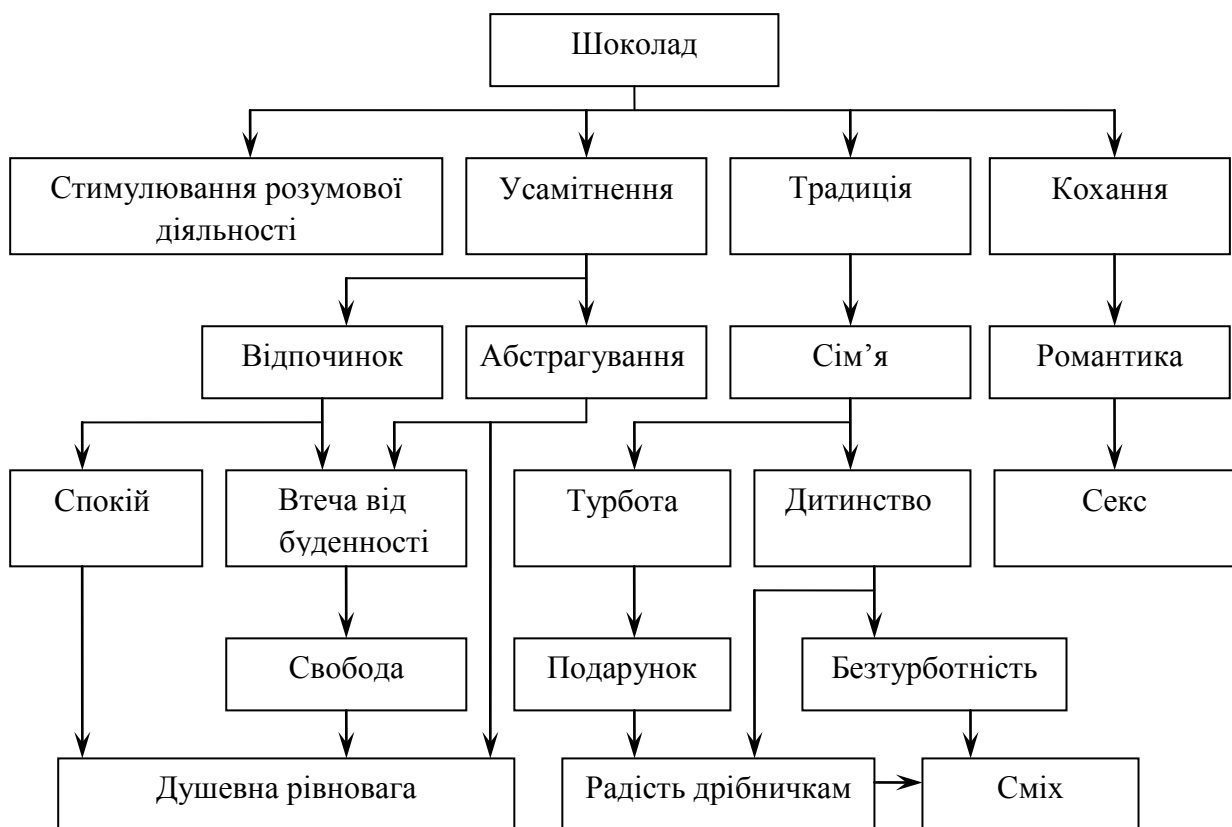 Шоколад
Стимулювання розумової
діяльності
Усамітнення
Традиція
Кохання
Відпочинок
Абстрагування
Сім’я
Романтика
Спокій
Втеча від
буденності
Турбота
Дитинство
Секс
Свобода
Подарунок
Безтурботність
Душевна рівновага
Радість дрібничкам
Сміх